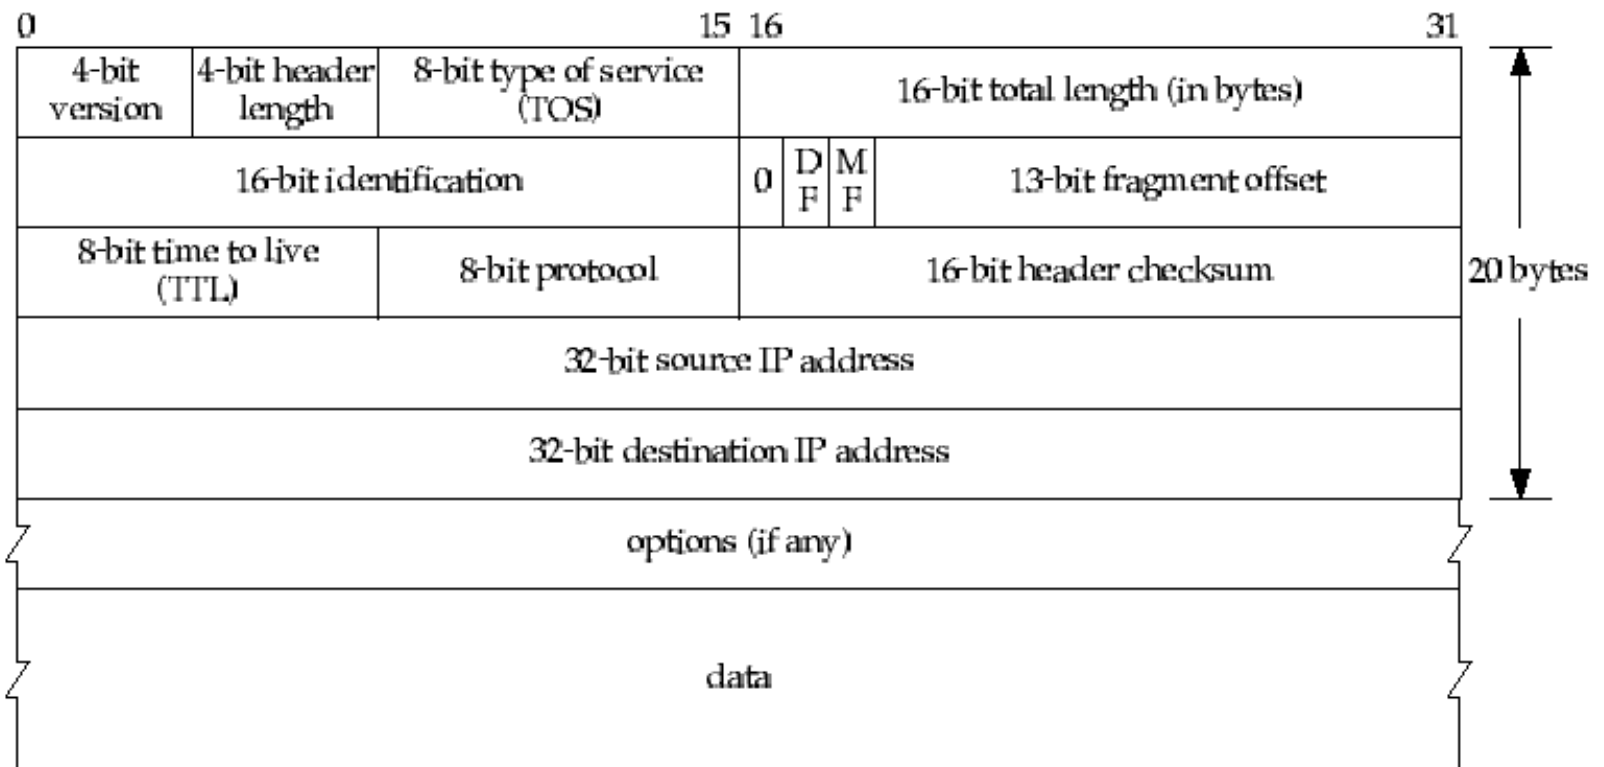 0 15 16 31
4-bit version
4-bit header length
8-bit type of service (TOS)
16-bit total length (in bytes)
16-bit identification
0
DF
MF
13-bit fragment offset
8-bit time to live (TTL)
8-bit protocol
16-bit header checksum
20 bytes
32-bit source IP address
32-bit destination IP address
options (if any)
data